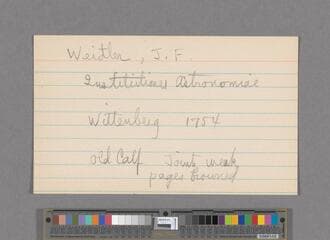 Weidler, J. F.
Institutiones Astronomiae
Wittenberg 1754
Old Calf Joints weak,
pages browned